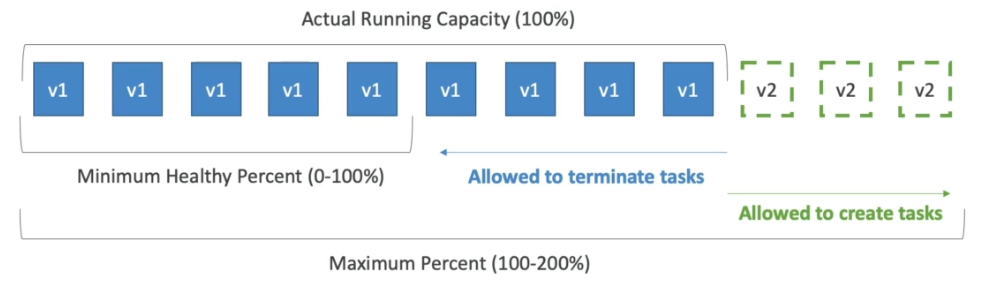 Actual Running Capacity (100%)
v1 v1 v1 v1 v1 v1 v1 v1 v1 v2 v2 v2
Minimum Healthy Percent (0-100%) Allowed to terminate tasks
Allowed to create tasks
Maximum Percent (100-200%)